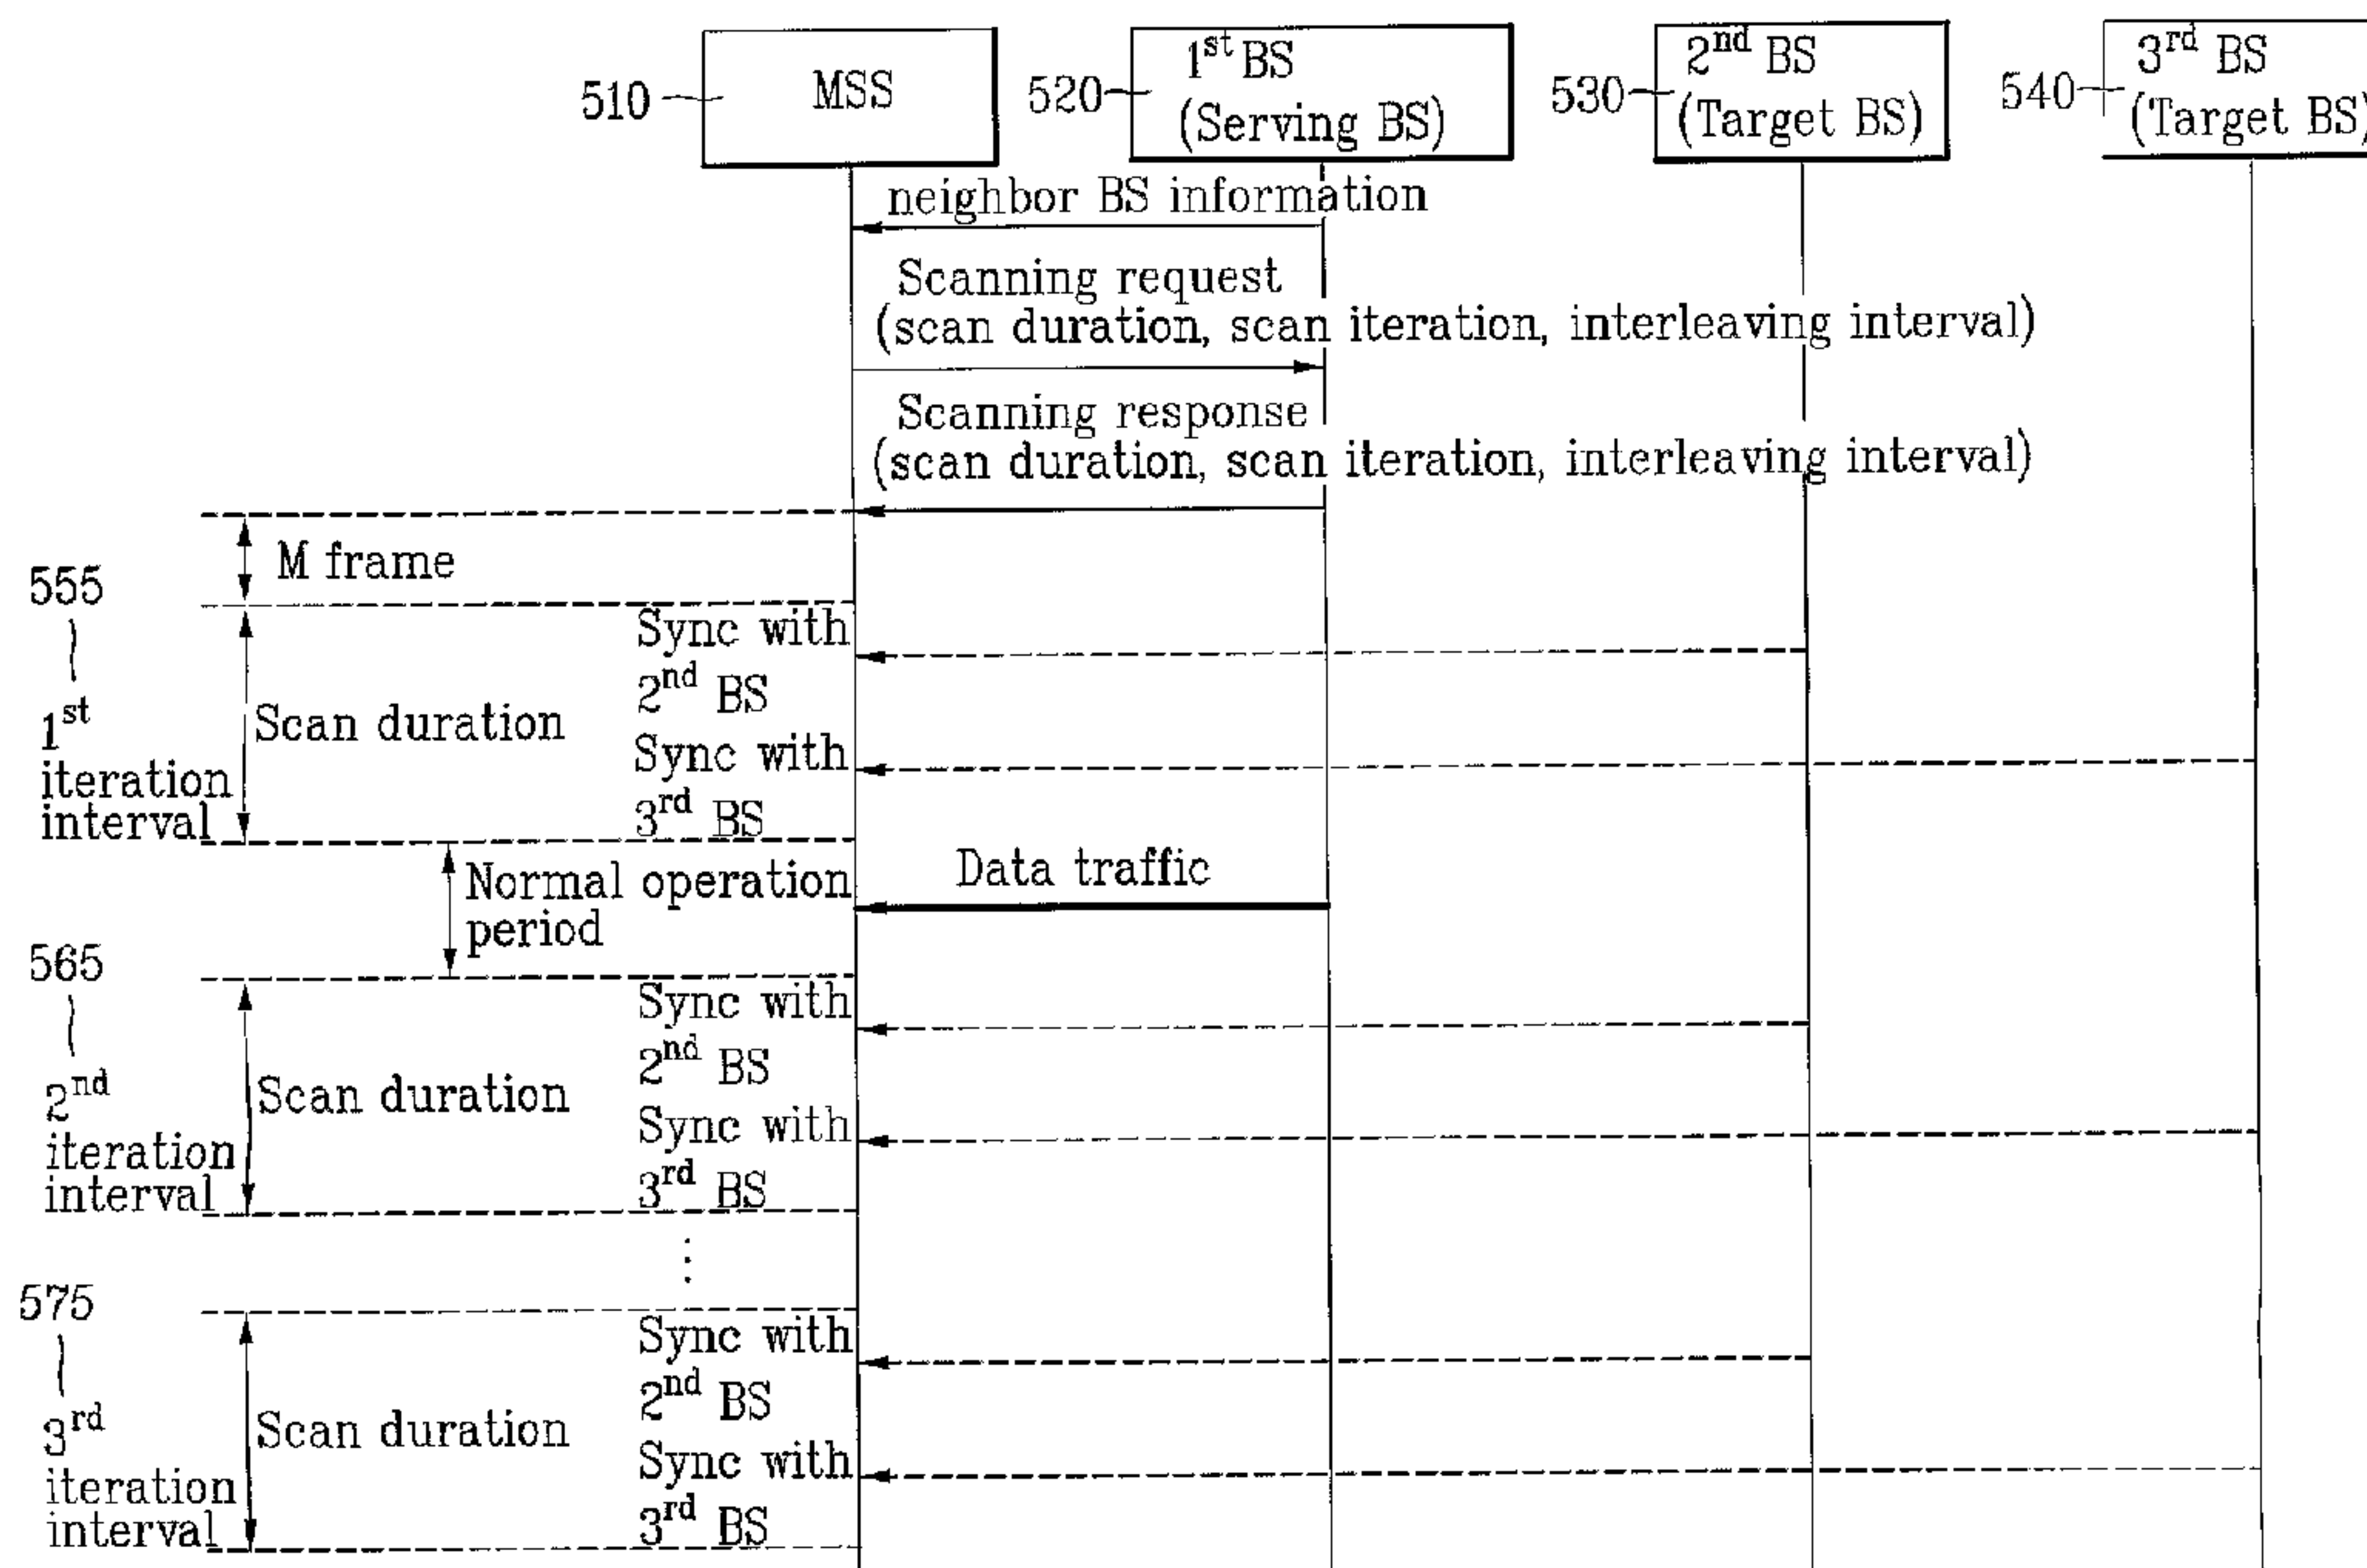 510
MSS
520
1st BS
(Serving BS)
530
2nd BS
(Target BS)
540
3rd BS
(Target BS)
neighbor BS information
Scanning request
(scan duration, scan iteration, interleaving interval)
Scanning response
(scan duration, scan iteration, interleaving interval)
M frame
555
1st
iteration
interval
Scan duration
Sync with
2nd BS
Sync with
3rd BS
Normal operation
period
Data traffic
565
2nd
iteration
interval
Scan duration
Sync with
2nd BS
Sync with
3rd BS
575
3rd
iteration
interval
Scan duration
Sync with
2nd BS
Sync with
3rd BS